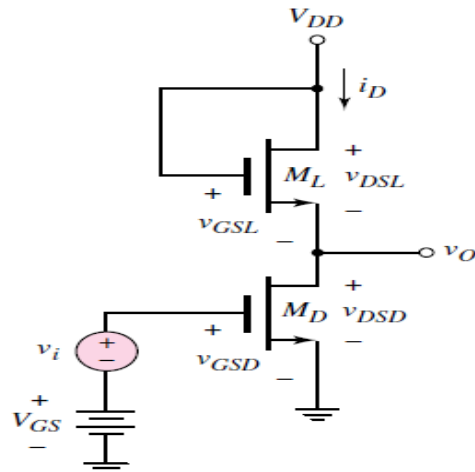 V_DD
i_D
+ M_L + v_DSL
v_GSL − −
v_O
+ M_D + v_DSD
v_i + −
v_GSD − −
+
V_GS
−